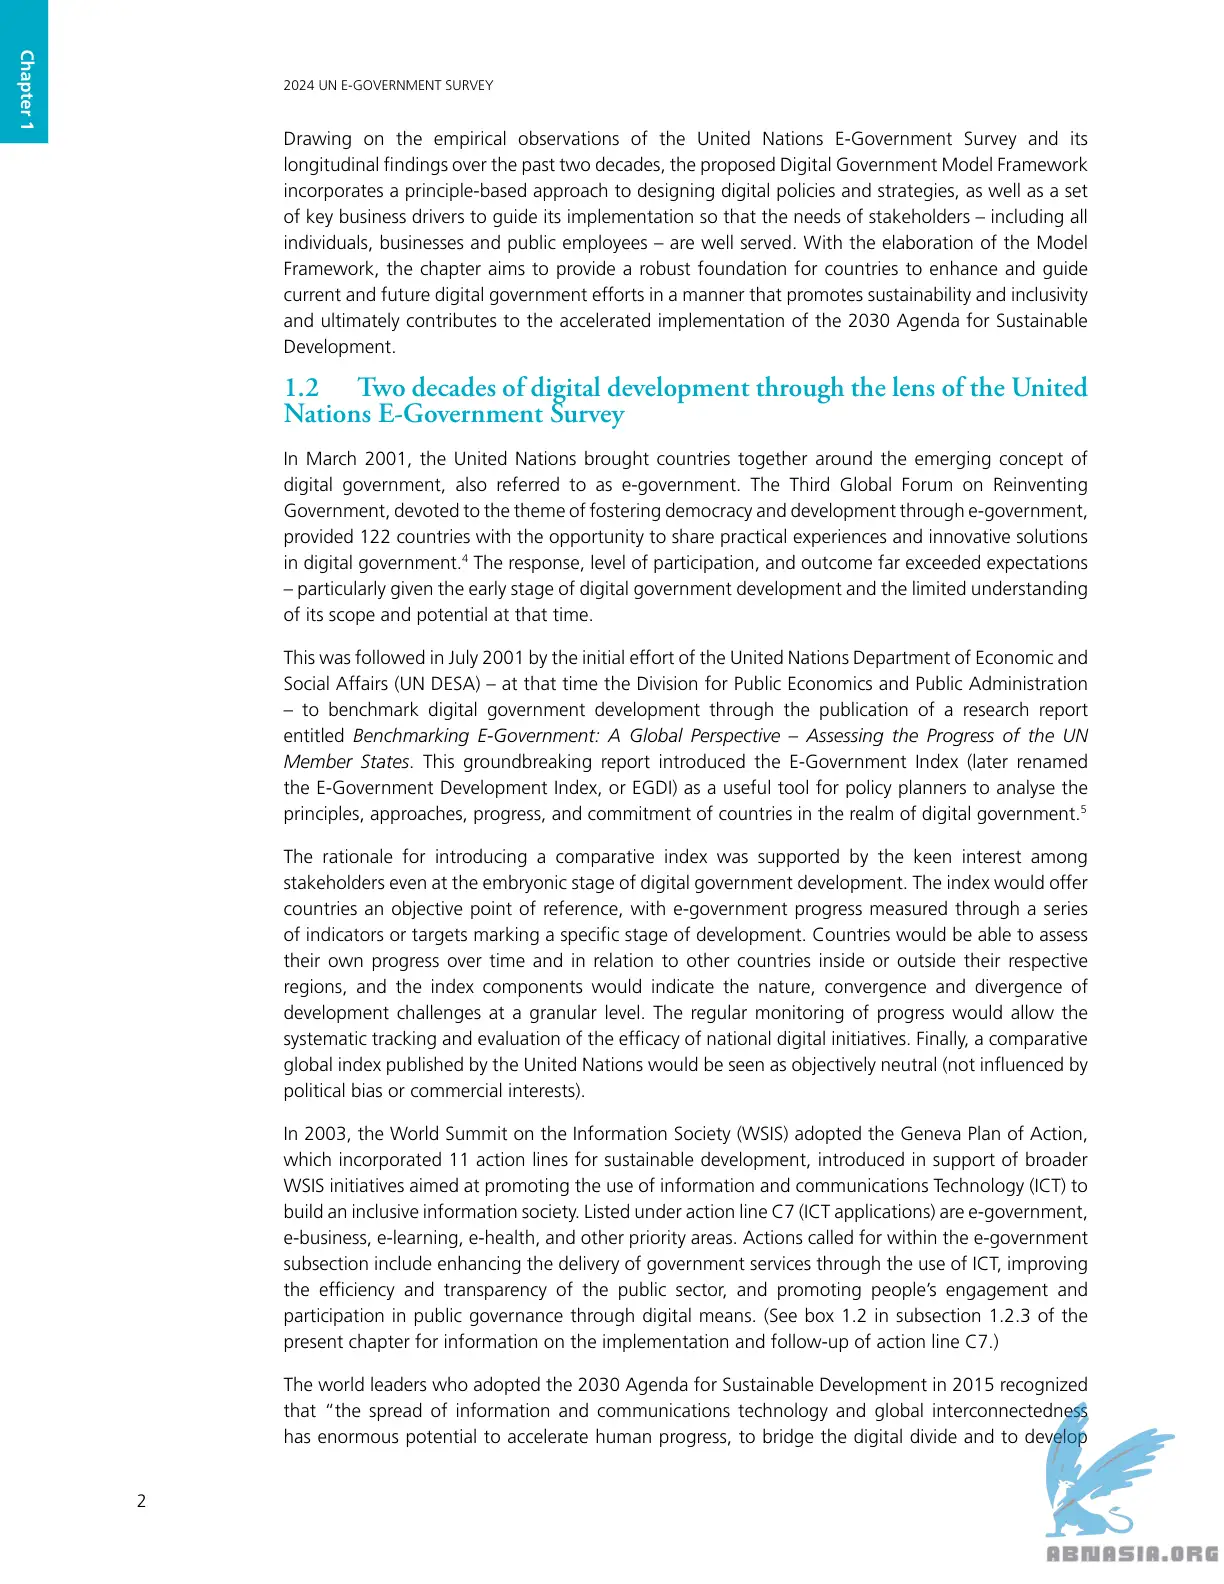 Chapter 1
2024 UN E-GOVERNMENT SURVEY
Drawing on the empirical observations of the United Nations E-Government Survey and its
longitudinal findings over the past two decades, the proposed Digital Government Model Framework
incorporates a principle-based approach to designing digital policies and strategies, as well as a set
of key business drivers to guide its implementation so that the needs of stakeholders – including all
individuals, businesses and public employees – are well served. With the elaboration of the Model
Framework, the chapter aims to provide a robust foundation for countries to enhance and guide
current and future digital government efforts in a manner that promotes sustainability and inclusivity
and ultimately contributes to the accelerated implementation of the 2030 Agenda for Sustainable
Development.
1.2 Two decades of digital development through the lens of the United
Nations E-Government Survey
In March 2001, the United Nations brought countries together around the emerging concept of
digital government, also referred to as e-government. The Third Global Forum on Reinventing
Government, devoted to the theme of fostering democracy and development through e-government,
provided 122 countries with the opportunity to share practical experiences and innovative solutions
in digital government.4 The response, level of participation, and outcome far exceeded expectations
– particularly given the early stage of digital government development and the limited understanding
of its scope and potential at that time.
This was followed in July 2001 by the initial effort of the United Nations Department of Economic and
Social Affairs (UN DESA) – at that time the Division for Public Economics and Public Administration
– to benchmark digital government development through the publication of a research report
entitled Benchmarking E-Government: A Global Perspective – Assessing the Progress of the UN
Member States. This groundbreaking report introduced the E-Government Index (later renamed
the E-Government Development Index, or EGDI) as a useful tool for policy planners to analyse the
principles, approaches, progress, and commitment of countries in the realm of digital government.5
The rationale for introducing a comparative index was supported by the keen interest among
stakeholders even at the embryonic stage of digital government development. The index would offer
countries an objective point of reference, with e-government progress measured through a series
of indicators or targets marking a specific stage of development. Countries would be able to assess
their own progress over time and in relation to other countries inside or outside their respective
regions, and the index components would indicate the nature, convergence and divergence of
development challenges at a granular level. The regular monitoring of progress would allow the
systematic tracking and evaluation of the efficacy of national digital initiatives. Finally, a comparative
global index published by the United Nations would be seen as objectively neutral (not influenced by
political bias or commercial interests).
In 2003, the World Summit on the Information Society (WSIS) adopted the Geneva Plan of Action,
which incorporated 11 action lines for sustainable development, introduced in support of broader
WSIS initiatives aimed at promoting the use of information and communications Technology (ICT) to
build an inclusive information society. Listed under action line C7 (ICT applications) are e-government,
e-business, e-learning, e-health, and other priority areas. Actions called for within the e-government
subsection include enhancing the delivery of government services through the use of ICT, improving
the efficiency and transparency of the public sector, and promoting people’s engagement and
participation in public governance through digital means. (See box 1.2 in subsection 1.2.3 of the
present chapter for information on the implementation and follow-up of action line C7.)
The world leaders who adopted the 2030 Agenda for Sustainable Development in 2015 recognized
that “the spread of information and communications technology and global interconnectedness
has enormous potential to accelerate human progress, to bridge the digital divide and to develop
2
ABNASIA.ORG